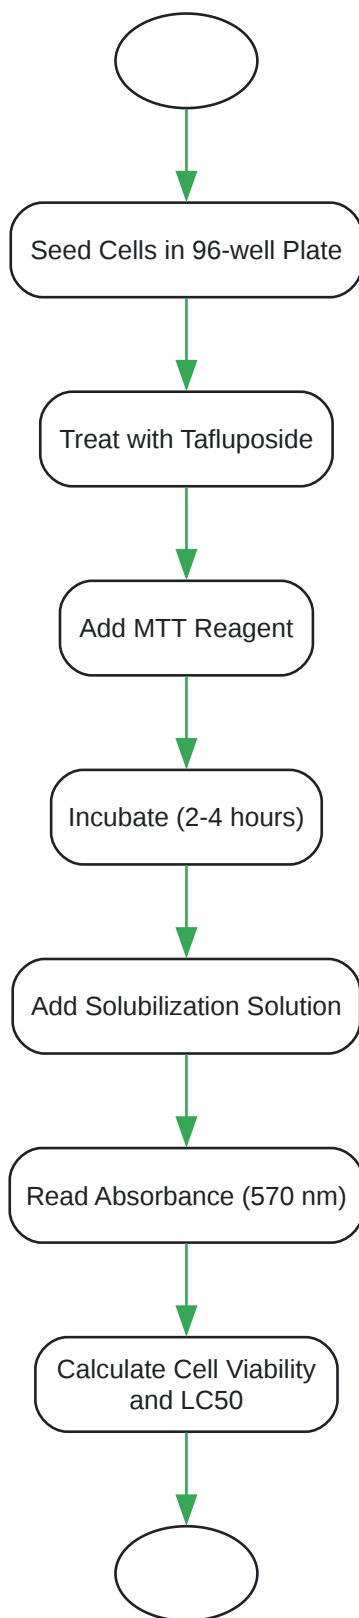 Seed Cells in 96-well Plate
Treat with Tafluposide
Add MTT Reagent
Incubate (2-4 hours)
Add Solubilization Solution
Read Absorbance (570 nm)
Calculate Cell Viability
and LC50